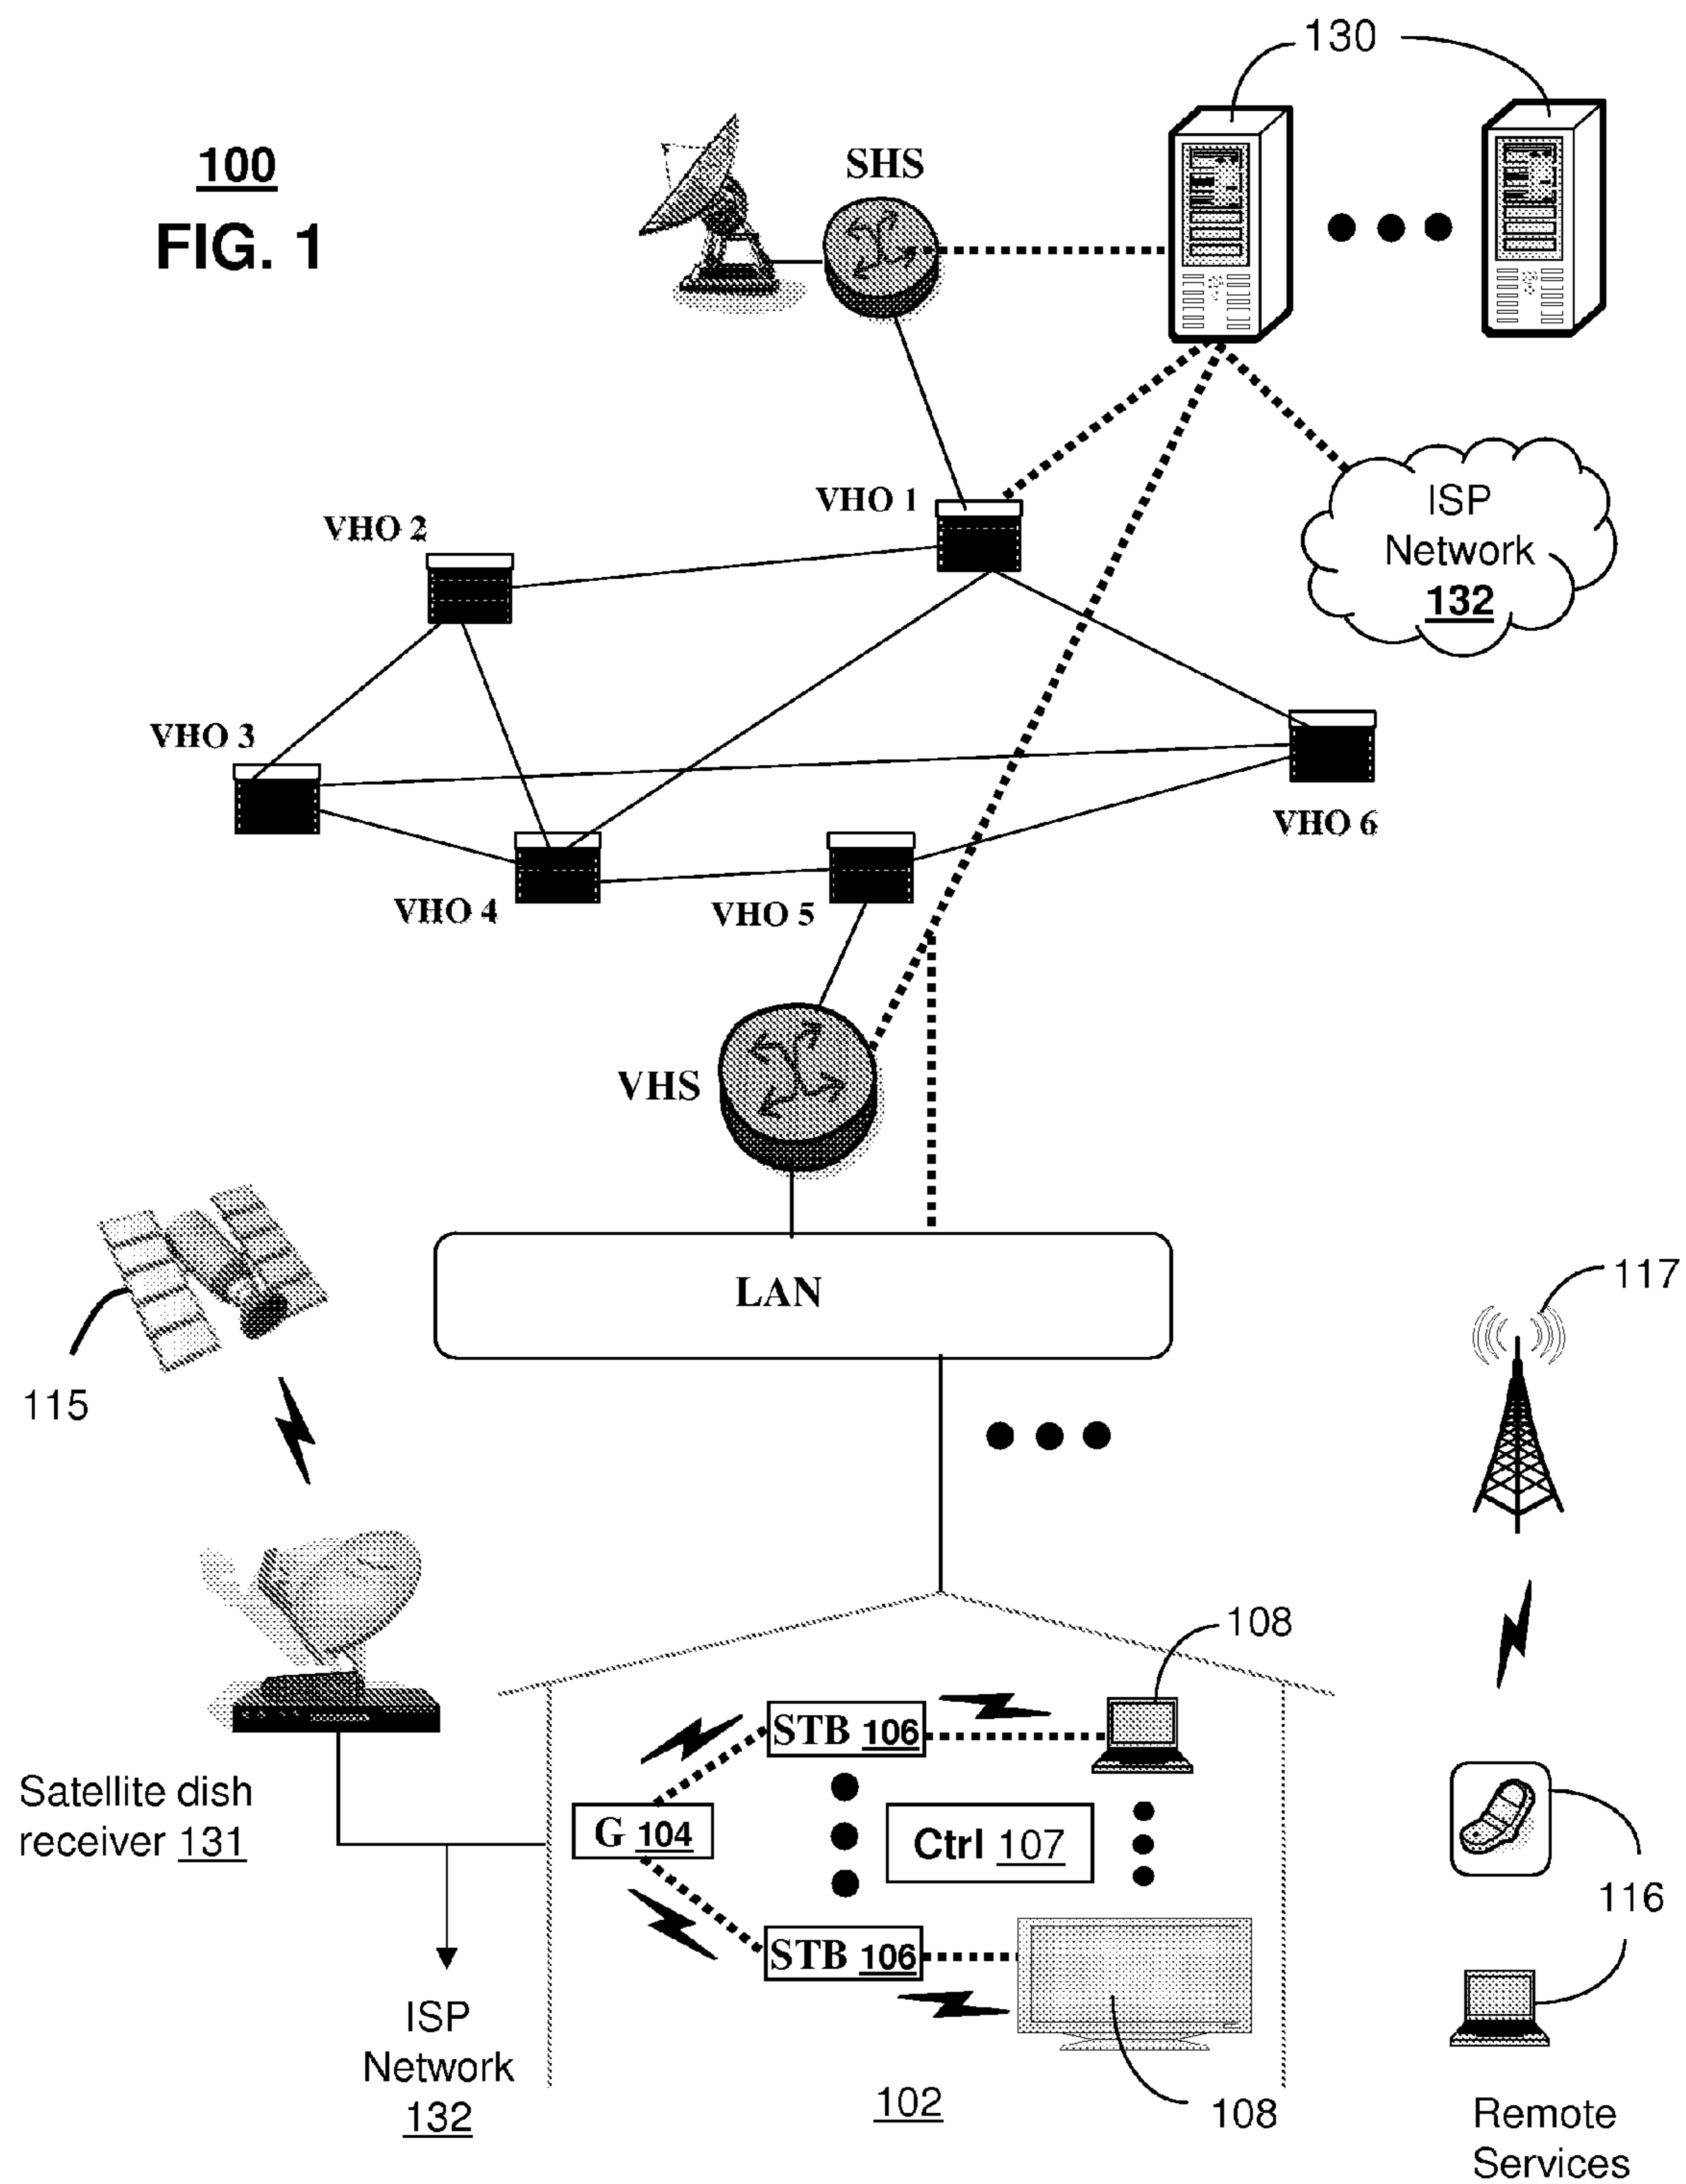 130
100
FIG. 1
SHS
ISP
Network
132
VHO 1
VHO 2
VHO 3
VHO 6
VHO 4
VHO 5
VHS
LAN
117
115
108
STB 106
Satellite dish
receiver 131
G 104
Ctrl 107
116
STB 106
ISP
Network
132
102
108
Remote
Services